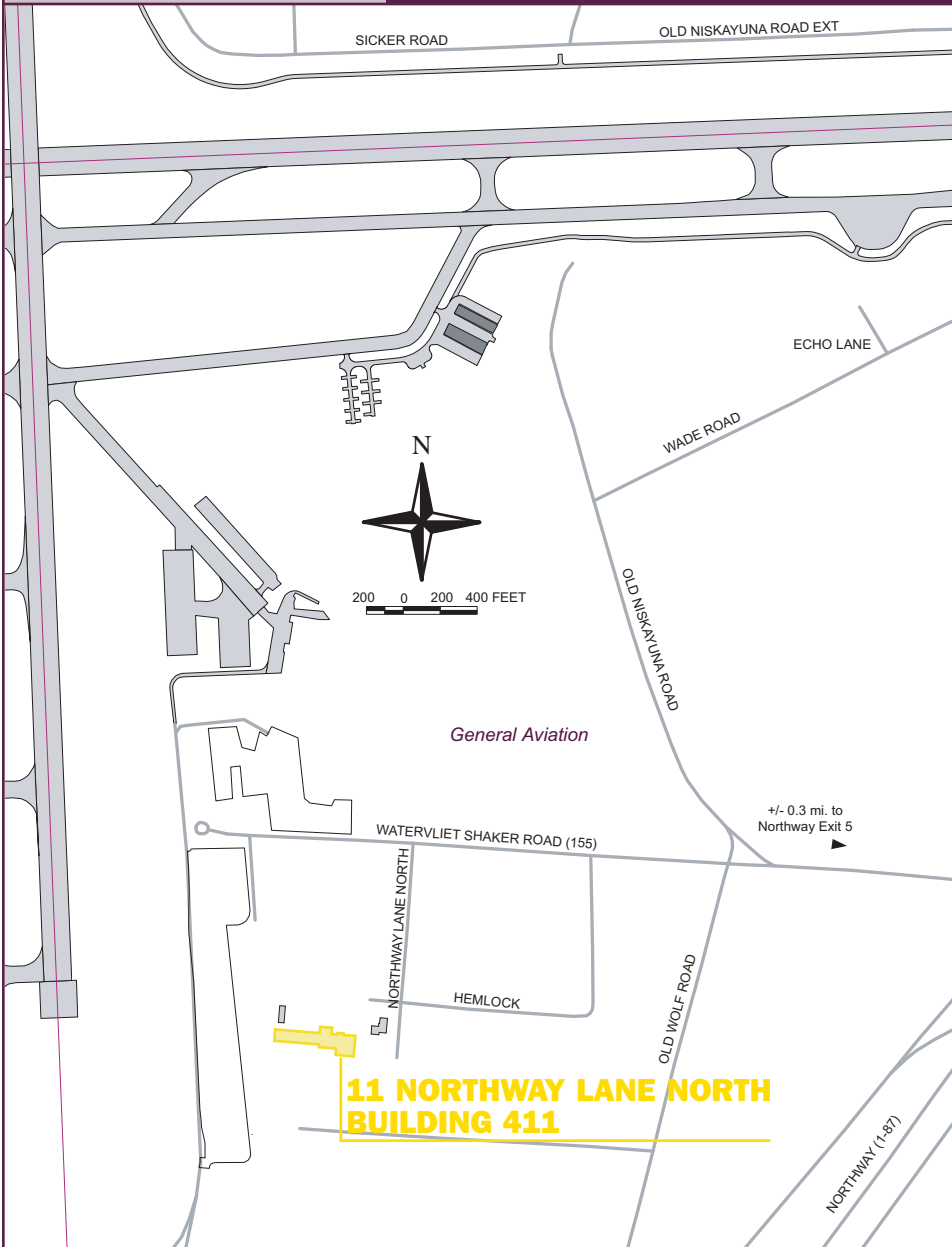 SICKER ROAD
OLD NISKAYUNA ROAD EXT
ECHO LANE
WADE ROAD
N
200 0 200 400 FEET
OLD NISKAYUNA ROAD
General Aviation
+/- 0.3 mi. to
Northway Exit 5
WATERVLIET SHAKER ROAD (155)
NORTHWAY LANE NORTH
HEMLOCK
OLD WOLF ROAD
11 NORTHWAY LANE NORTH
BUILDING 411
NORTHWAY (1-87)